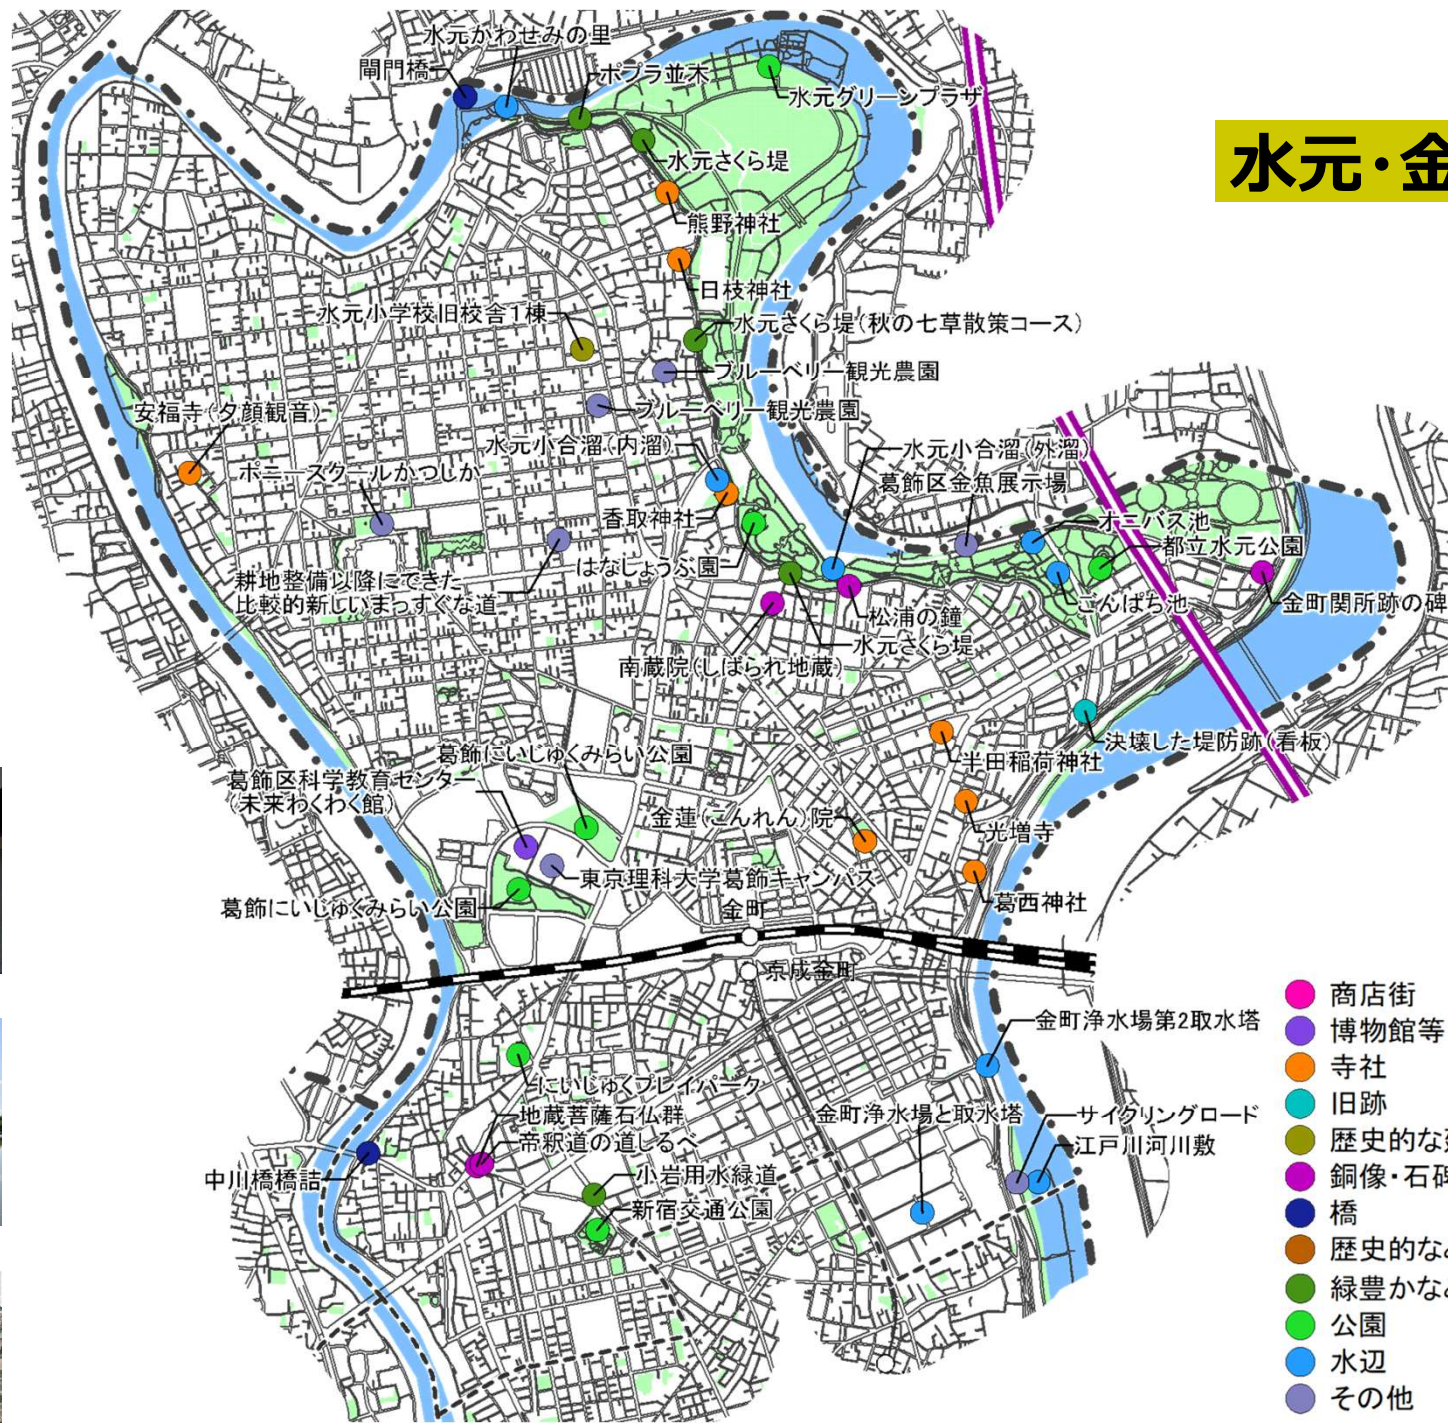 水元かわせみの里
閘門橋
ポプラ並木
水元グリーンプラザ
水元・金
水元さくら堤
熊野神社
日枝神社
水元小学校旧校舎1棟
水元さくら堤(秋の七草散策コース)
ブルーベリー観光農園
ブルーベリー観光農園
安福寺(夕顔観音)
水元小合溜(内溜)
水元小合溜(外溜)
ポニースクールかつしか
葛飾区金魚展示場
香取神社
オニバス池
都立水元公園
はなしょうぶ園
耕地整備以降にできた
比較的新しいまっすぐな道
ごんぱち池
金町関所跡の碑
松浦の鐘
水元さくら堤
南蔵院(しばられ地蔵)
決壊した堤防跡(看板)
半田稲荷神社
葛飾にいじゅくみらい公園
葛飾区科学教育センター
(未来わくわく館)
金蓮(こんれん)院
光増寺
東京理科大学葛飾キャンパス
葛西神社
葛飾にいじゅくみらい公園
金町
京成金町
金町浄水場第2取水塔
にいじゅくプレイパーク
地蔵菩薩石仏群
帝釈道の道しるべ
金町浄水場と取水塔
サイクリングロード
江戸川河川敷
中川橋橋詰
小岩用水緑道
新宿交通公園
商店街
博物館等
寺社
旧跡
歴史的な
銅像・石碑
橋
歴史的な
緑豊かな
公園
水辺
その他